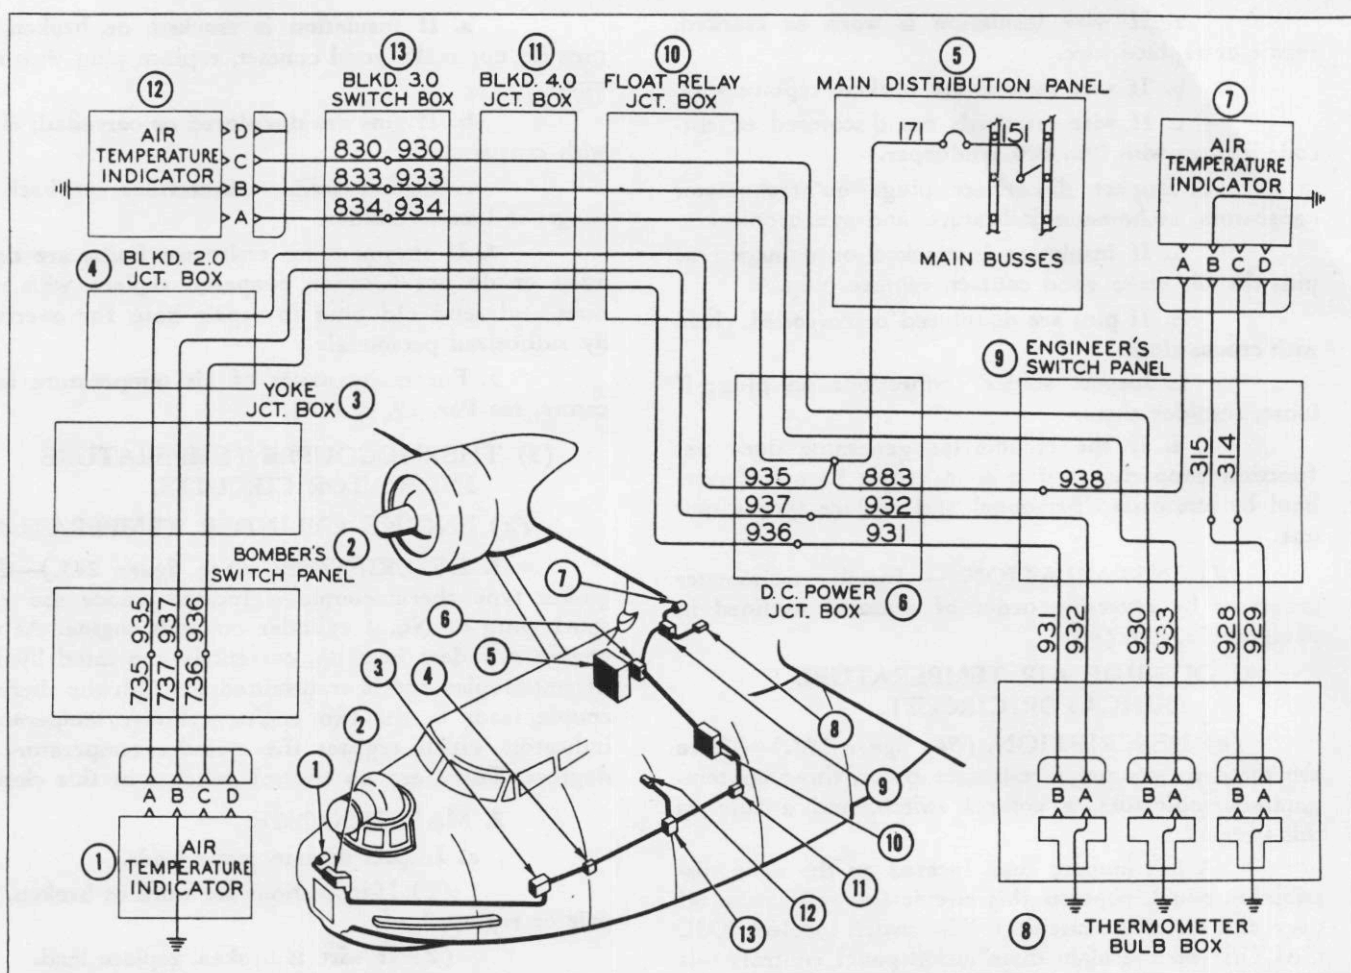 13
11
10
12
BLKD. 3.0
SWITCH BOX
BLKD. 4.0
JCT. BOX
FLOAT RELAY
JCT. BOX
5
MAIN DISTRIBUTION PANEL
7
AIR
TEMPERATURE
INDICATOR
D
C
B
A
830 930
833 933
834 934
171
151
MAIN BUSSES
AIR
TEMPERATURE
INDICATOR
A B C D
4
BLKD. 2.0
JCT. BOX
9
ENGINEER'S
SWITCH PANEL
YOKE
JCT. BOX
3
315
314
935 883
938
937 932
936 931
BOMBER'S
SWITCH PANEL
2
D.C. POWER
JCT. BOX
6
7
6
5
3
4
2
1
8
9
10
11
12
13
935
937
936
931
932
930
933
928
929
A B C D
1
AIR
TEMPERATURE
INDICATOR
B A
B A
B A
8
THERMOMETER
BULB BOX